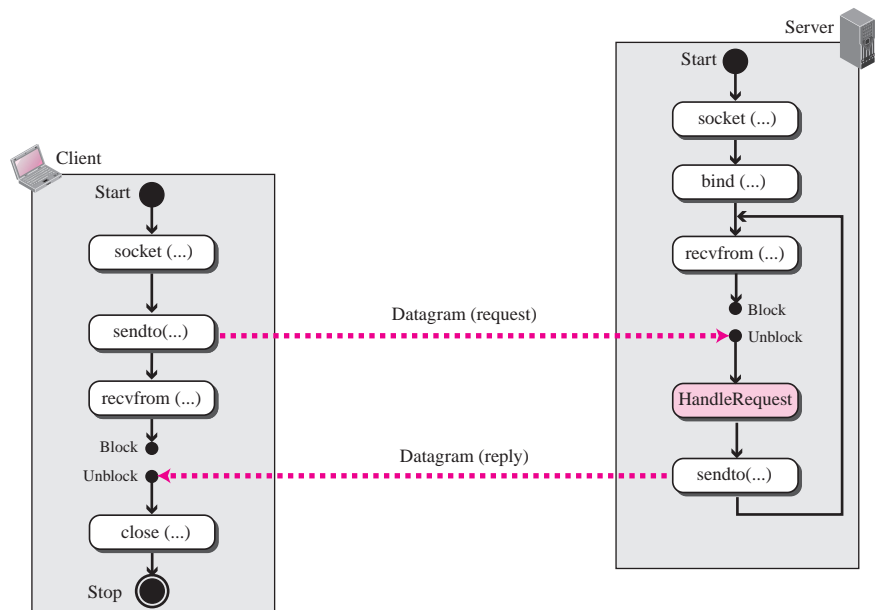 Server
Start
socket (...)
bind (...)
recvfrom (...)
Block
Unblock
HandleRequest
sendto(...)
Client
Start
socket (...)
sendto(...)
recvfrom (...)
Block
Unblock
close (...)
Stop
Datagram (request)
Datagram (reply)